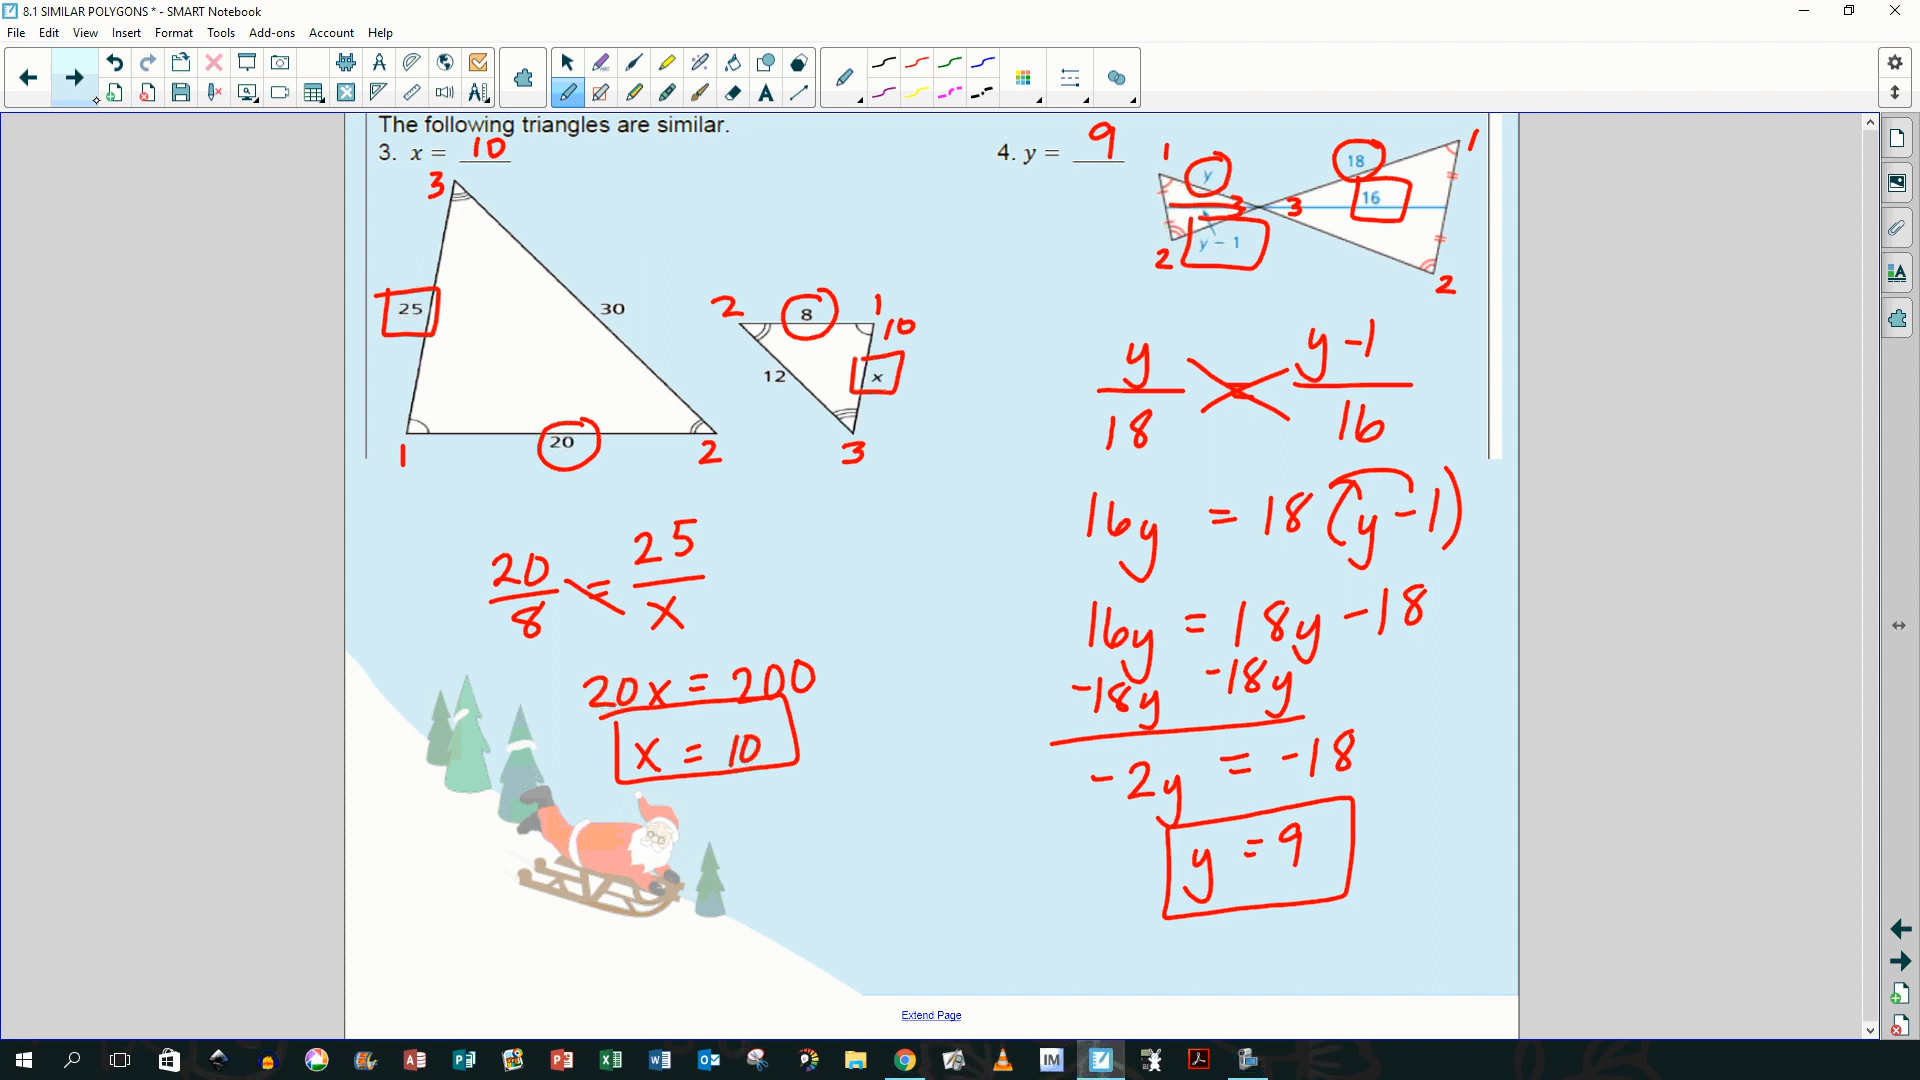 8.1 SIMILAR POLYGONS * - SMART Notebook
File Edit View Insert Format Tools Add-ons Account Help
The following triangles are similar.
3. x = 10
4. y = 9
3
25
30
1
20
2
2
8
1
10
12
x
3
1
y
18
1
16
3
3
y - 1
2
2
20/8 = 25/x
20x = 200
x = 10
y/18 y-1/16
16y = 18(y-1)
16y = 18y -18
-18y -18y
-2y = -18
y = 9
Extend Page
IM